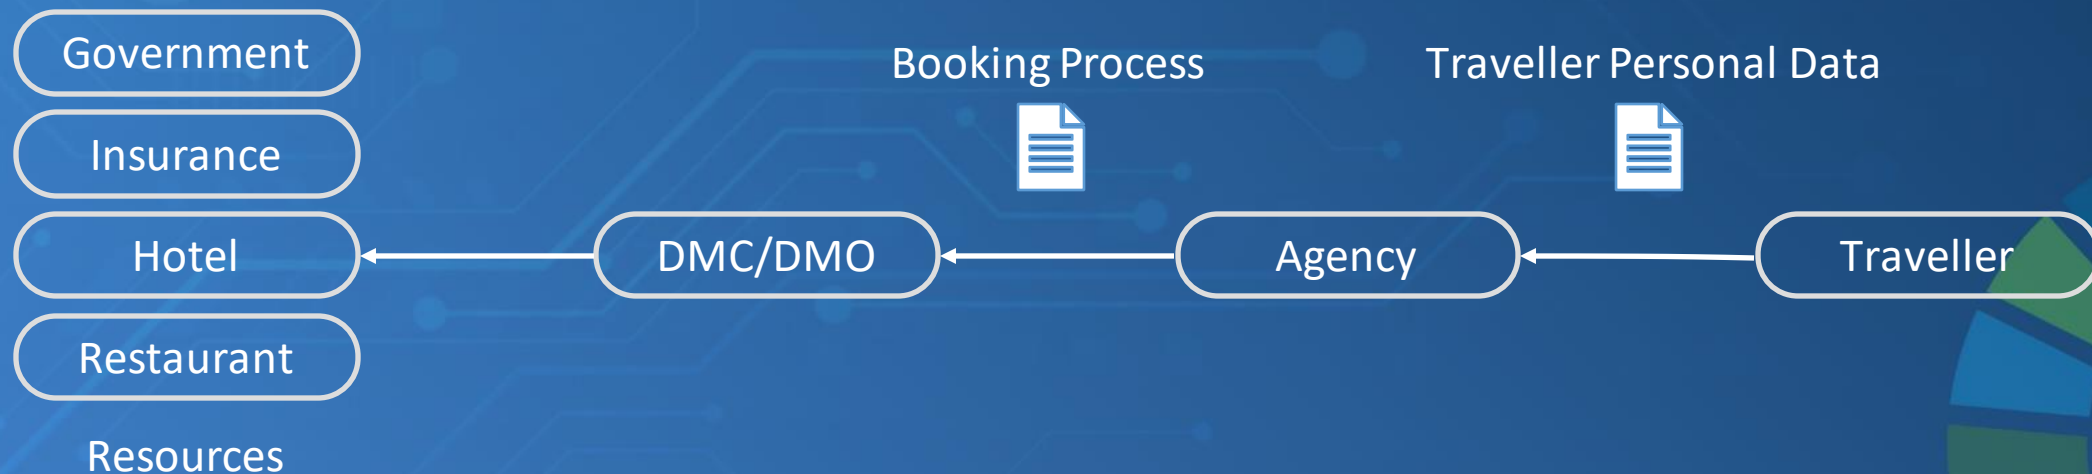 Government
Booking Process
Traveller Personal Data
Insurance
Hotel
DMC/DMO
Agency
Traveller
Restaurant
Resources